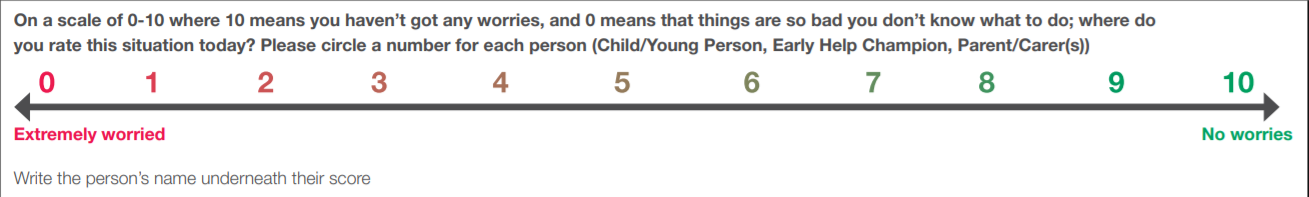 On a scale of 0-10 where 10 means you haven’t got any worries, and 0 means that things are so bad you don’t know what to do; where do
you rate this situation today? Please circle a number for each person (Child/Young Person, Early Help Champion, Parent/Carer(s))
0 1 2 3 4 5 6 7 8 9 10
Extremely worried No worries
Write the person’s name underneath their score